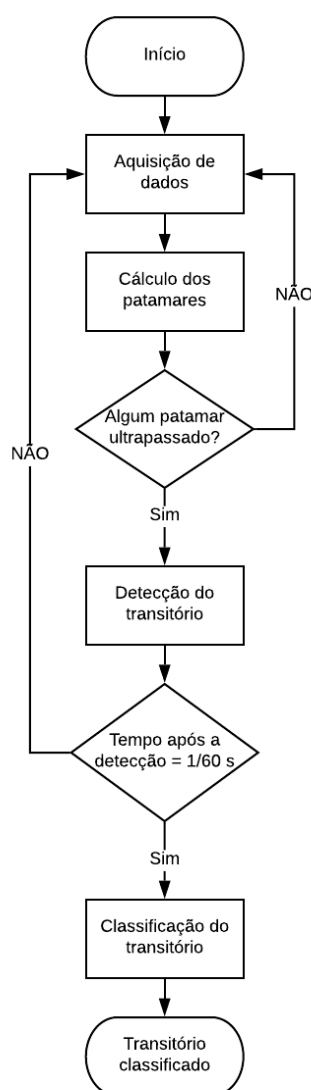 Início
Aquisição de
dados
Cálculo dos
patamares
NÃO
Algum patamar
ultrapassado?
NÃO
Sim
Detecção do
transitório
Tempo após a
detecção = 1/60 s
Sim
Classificação do
transitório
Transitório
classificado